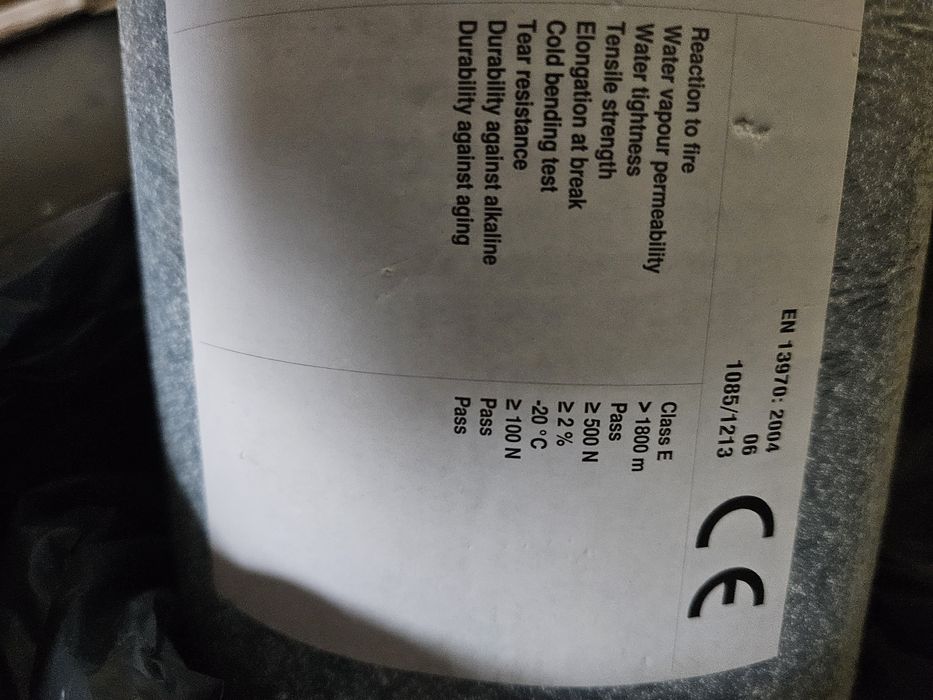 EN 13970: 2004
06
1085/1213
CE
Reaction to fire Class E
Water vapour permeability > 1800 m
Water tightness Pass
Tensile strength ≥ 500 N
Elongation at break ≥ 2 %
Cold bending test -20 °C
Tear resistance ≥ 100 N
Durability against alkaline Pass
Durability against aging Pass